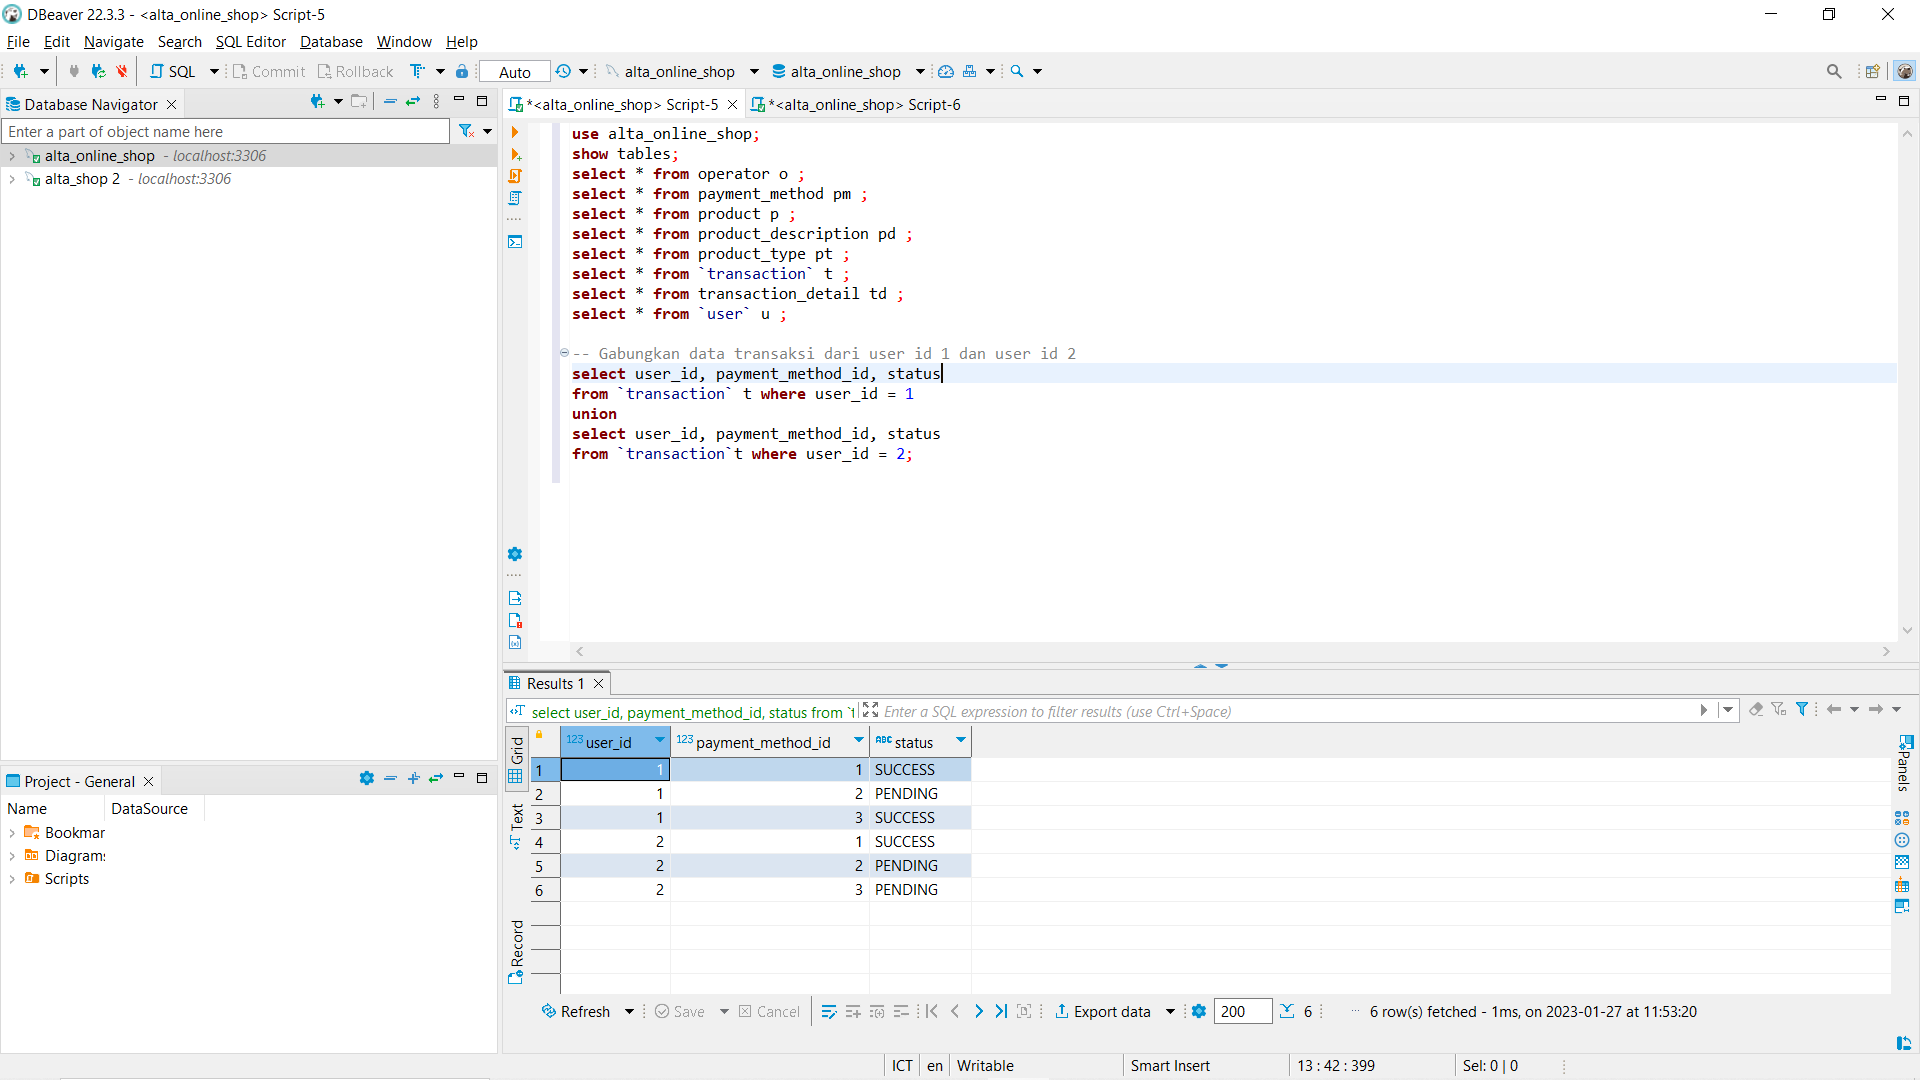 DBeaver 22.3.3 - <alta_online_shop> Script-5
File Edit Navigate Search SQL Editor Database Window Help
SQL Commit Rollback Auto alta_online_shop alta_online_shop
Database Navigator
Enter a part of object name here
alta_online_shop - localhost:3306
alta_shop 2 - localhost:3306
*<alta_online_shop> Script-5 *<alta_online_shop> Script-6
use alta_online_shop;
show tables;
select * from operator o ;
select * from payment_method pm ;
select * from product p ;
select * from product_description pd ;
select * from product_type pt ;
select * from `transaction` t ;
select * from transaction_detail td ;
select * from `user` u ;
-- Gabungkan data transaksi dari user id 1 dan user id 2
select user_id, payment_method_id, status
from `transaction` t where user_id = 1
union
select user_id, payment_method_id, status
from `transaction`t where user_id = 2;
Project - General
Name DataSource
Bookmar
Diagrams
Scripts
Results 1
select user_id, payment_method_id, status from `t Enter a SQL expression to filter results (use Ctrl+Space)
Grid
Text
Record
Panels
123 user_id 123 payment_method_id ABC status
1 1 1 SUCCESS
2 1 2 PENDING
3 1 3 SUCCESS
4 2 1 SUCCESS
5 2 2 PENDING
6 2 3 PENDING
Refresh Save Cancel Export data 200 6 6 row(s) fetched - 1ms, on 2023-01-27 at 11:53:20
ICT en Writable Smart Insert 13 : 42 : 399 Sel: 0 | 0